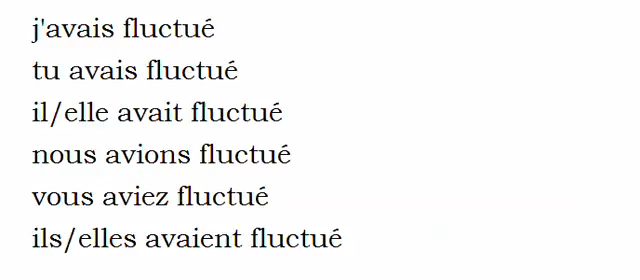 j'avais fluctué
tu avais fluctué
il/elle avait fluctué
nous avions fluctué
vous aviez fluctué
ils/elles avaient fluctué